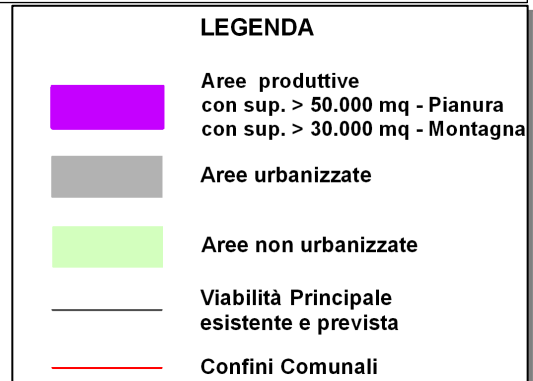 LEGENDA
Aree produttive
con sup. > 50.000 mq - Pianura
con sup. > 30.000 mq - Montagna
Aree urbanizzate
Aree non urbanizzate
Viabilità Principale
esistente e prevista
Confini Comunali